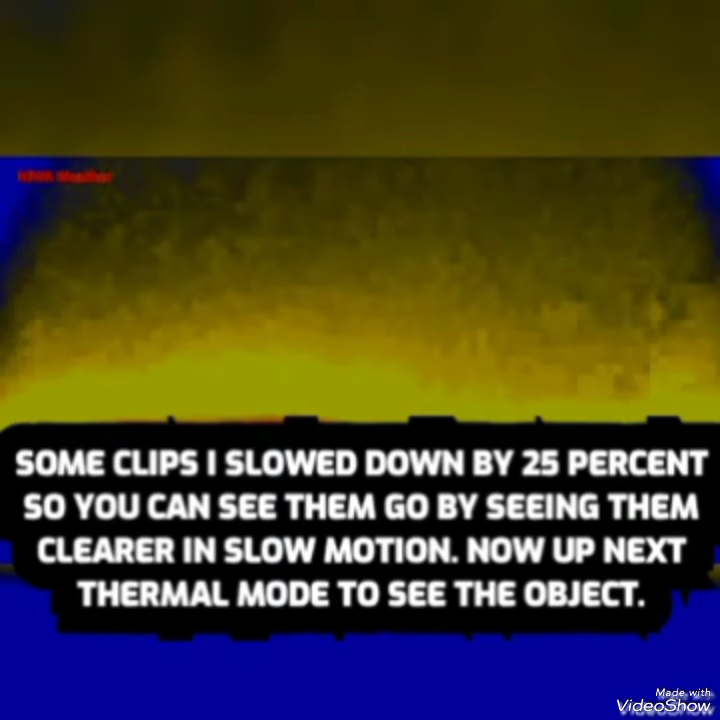 SOME CLIPS I SLOWED DOWN BY 25 PERCENT
SO YOU CAN SEE THEM GO BY SEEING THEM
CLEARER IN SLOW MOTION. NOW UP NEXT
THERMAL MODE TO SEE THE OBJECT.
Made with
VideoShow